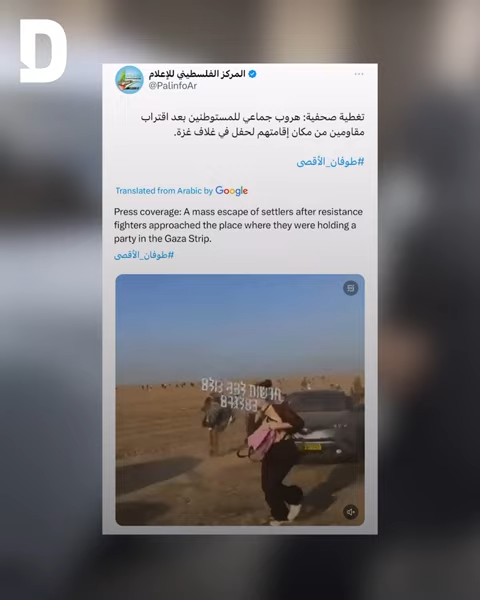 D
المركز الفلسطيني للإعلام
@PalinfoAr
تغطية صحفية: هروب جماعي للمستوطنين بعد اقتراب
مقاومين من مكان إقامتهم لحفل في غلاف غزة.
#طوفان_الأقصى
Translated from Arabic by Google
Press coverage: A mass escape of settlers after resistance
fighters approached the place where they were holding a
party in the Gaza Strip.
#طوفان_الأقصى